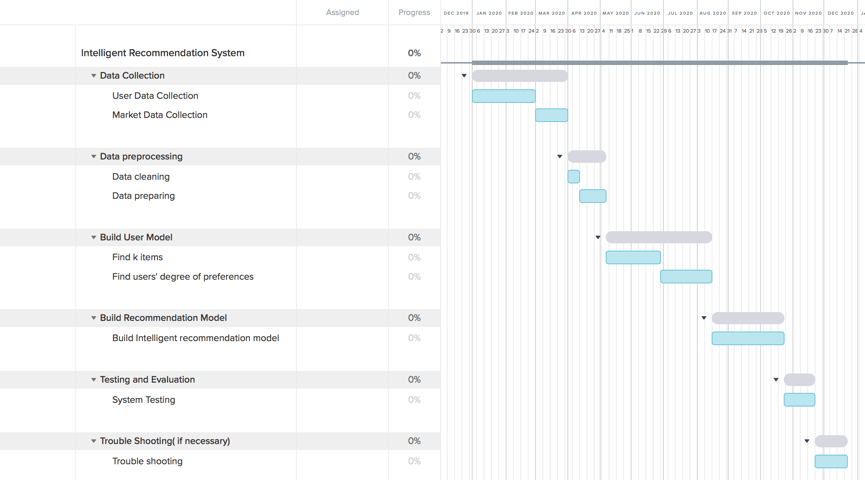 Assigned Progress DEC 2019 JAN 2020 FEB 2020 MAR 2020 APR 2020 MAY 2020 JUN 2020 JUL 2020 AUG 2020 SEP 2020 OCT 2020 NOV 2020 DEC 2020
Intelligent Recommendation System 0%
Data Collection 0%
User Data Collection 0%
Market Data Collection 0%
Data preprocessing 0%
Data cleaning 0%
Data preparing 0%
Build User Model 0%
Find k items 0%
Find users' degree of preferences 0%
Build Recommendation Model 0%
Build Intelligent recommendation model 0%
Testing and Evaluation 0%
System Testing 0%
Trouble Shooting( if necessary) 0%
Trouble shooting 0%